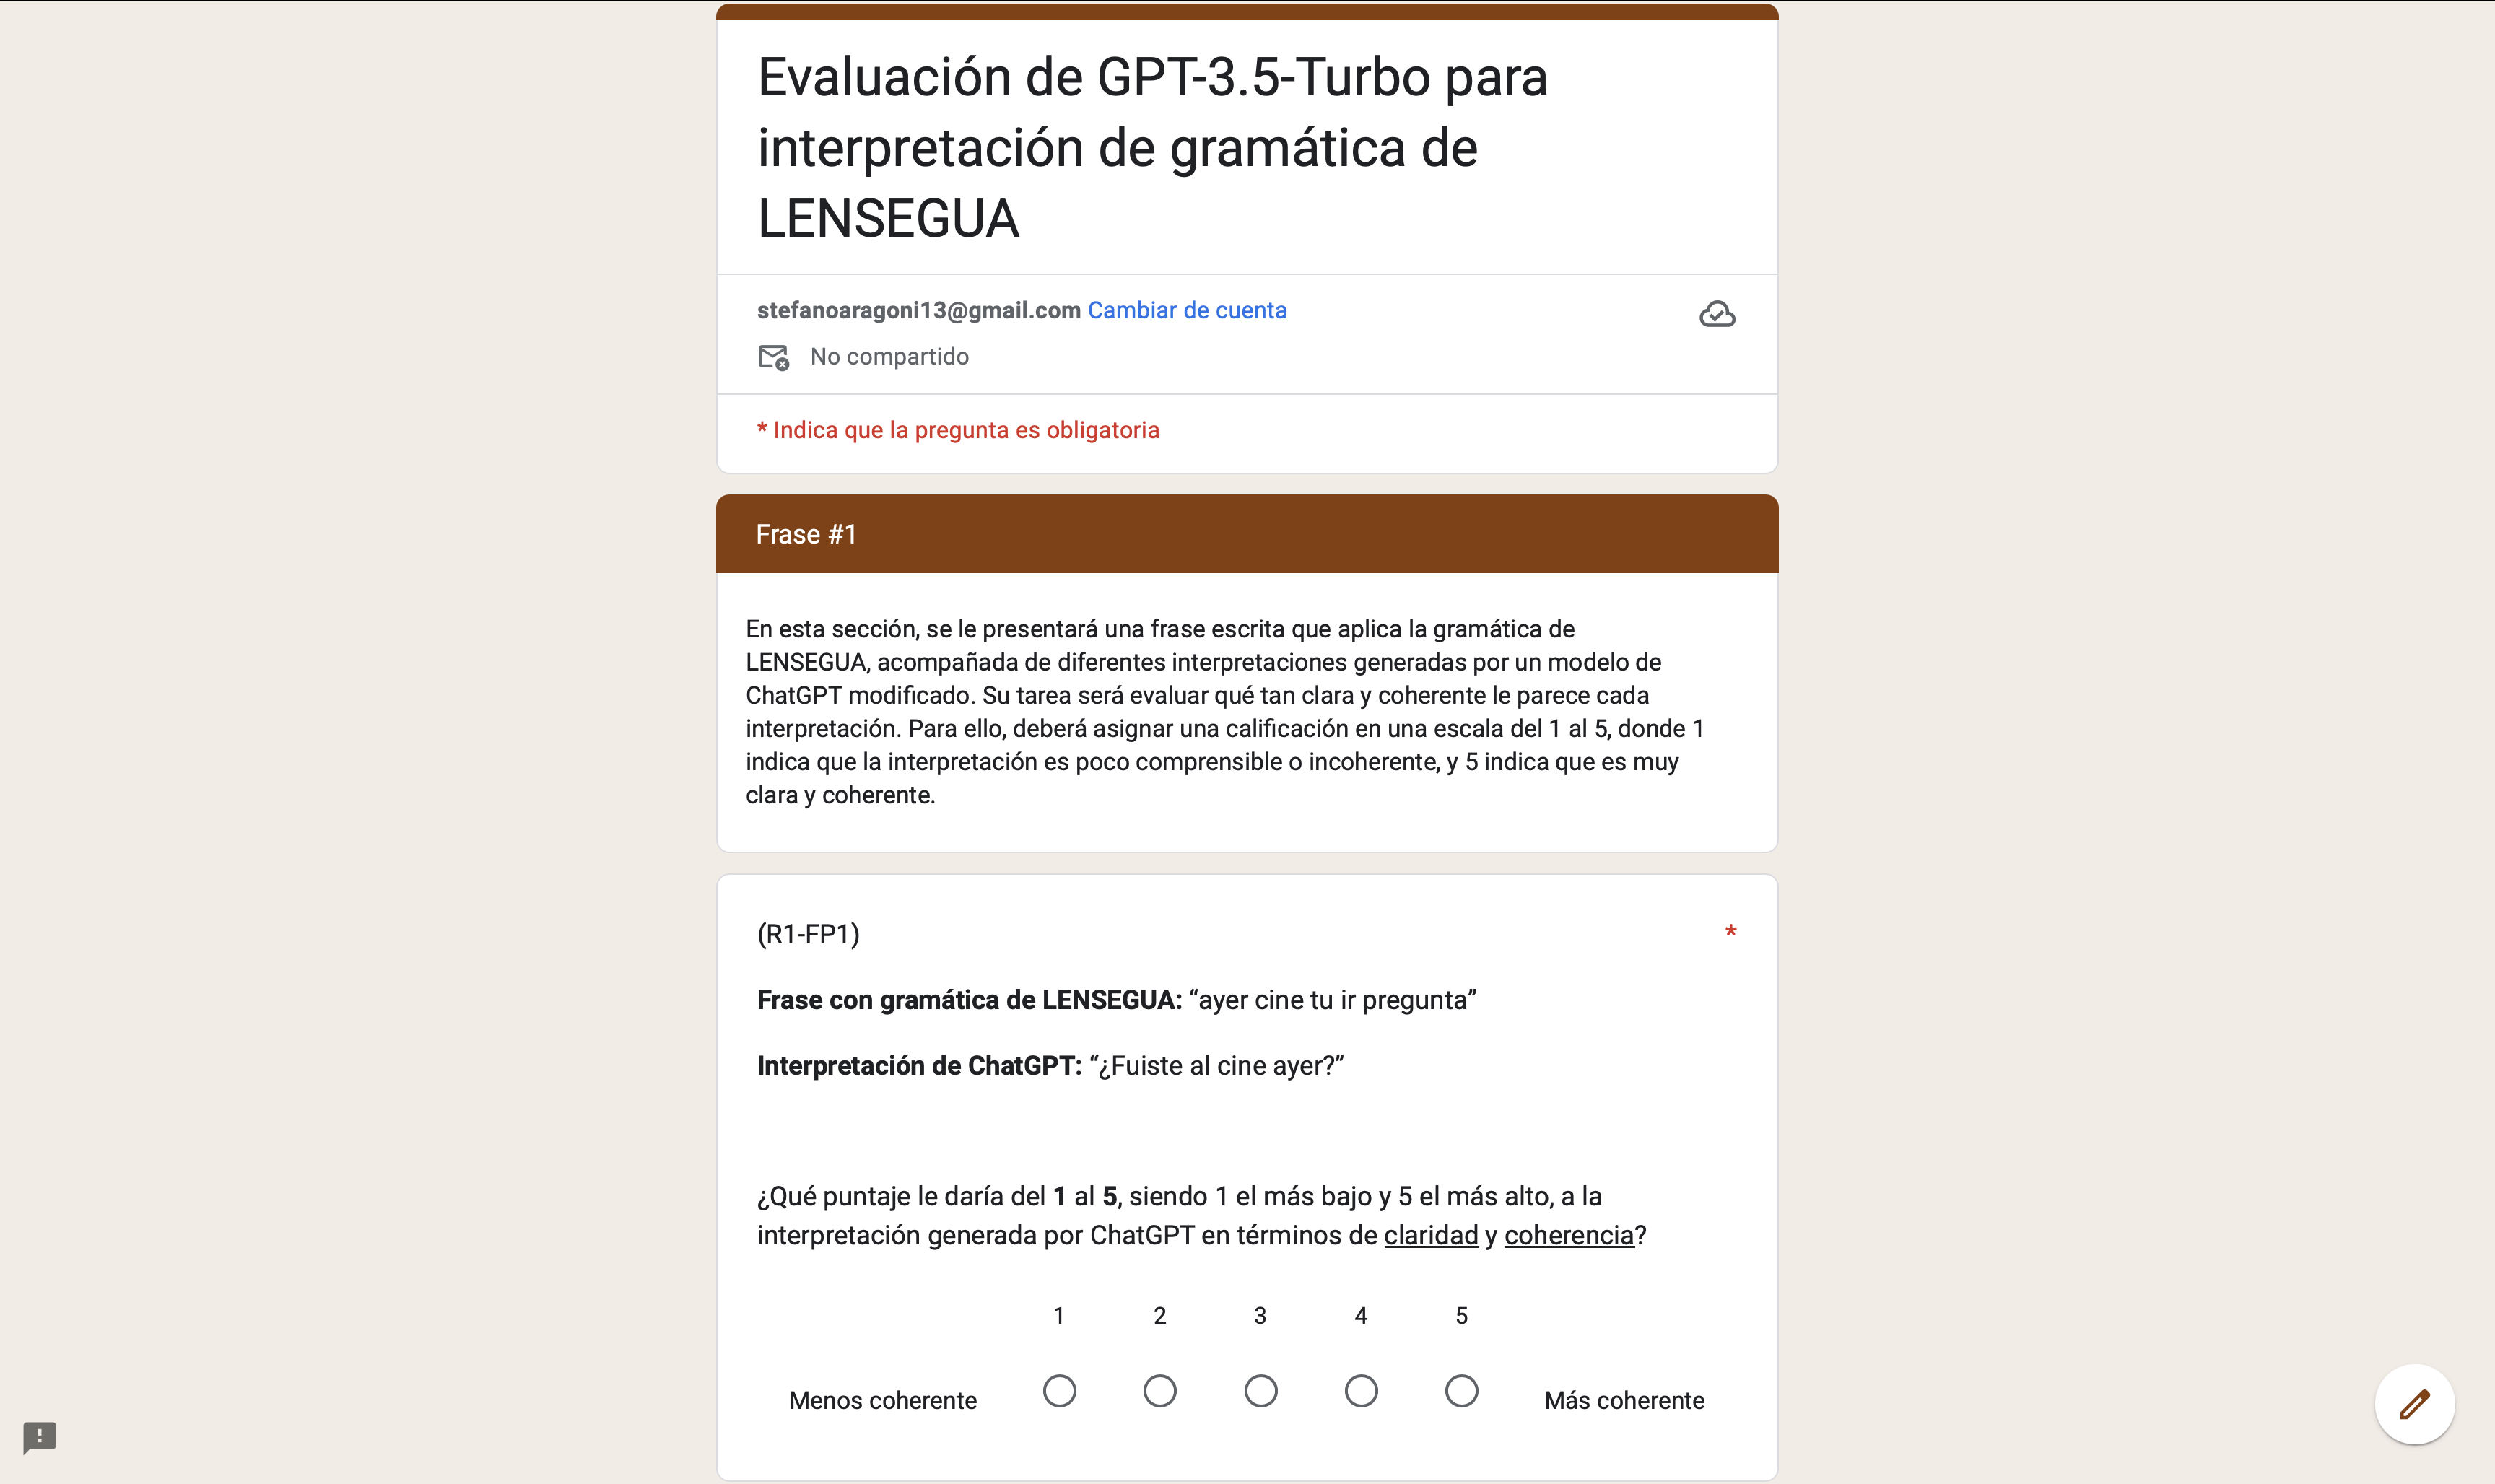 Evaluación de GPT-3.5-Turbo para
interpretación de gramática de
LENSEGUA
stefanoaragoni13@gmail.com Cambiar de cuenta
No compartido
* Indica que la pregunta es obligatoria
Frase #1
En esta sección, se le presentará una frase escrita que aplica la gramática de
LENSEGUA, acompañada de diferentes interpretaciones generadas por un modelo de
ChatGPT modificado. Su tarea será evaluar qué tan clara y coherente le parece cada
interpretación. Para ello, deberá asignar una calificación en una escala del 1 al 5, donde 1
indica que la interpretación es poco comprensible o incoherente, y 5 indica que es muy
clara y coherente.
(R1-FP1) *
Frase con gramática de LENSEGUA: “ayer cine tu ir pregunta”
Interpretación de ChatGPT: “¿Fuiste al cine ayer?”
¿Qué puntaje le daría del 1 al 5, siendo 1 el más bajo y 5 el más alto, a la
interpretación generada por ChatGPT en términos de claridad y coherencia?
1 2 3 4 5
Menos coherente Más coherente